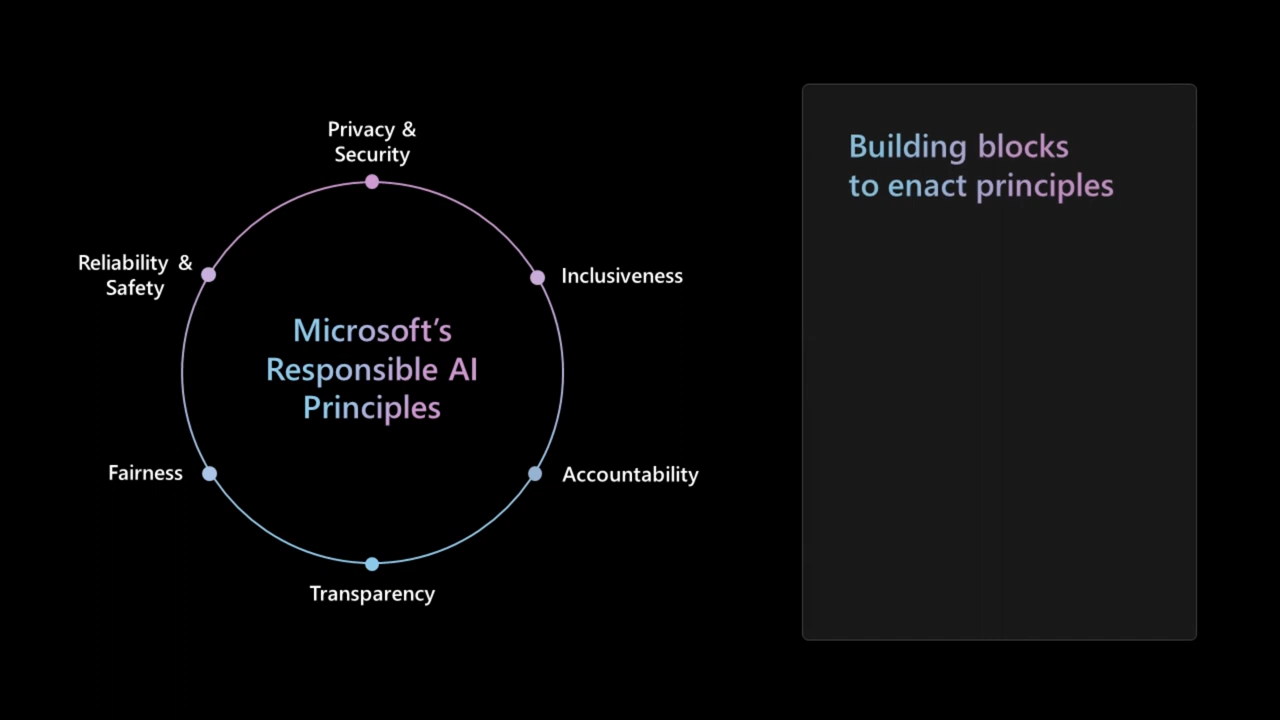 Privacy &
Security
Reliability &
Safety
Inclusiveness
Microsoft’s
Responsible AI
Principles
Fairness
Accountability
Transparency
Building blocks
to enact principles